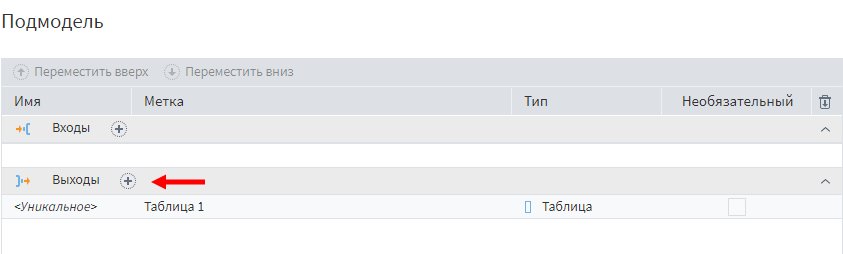 Подмодель
Переместить вверх Переместить вниз
Имя Метка Тип Необязательный
Входы
Выходы
<Уникальное> Таблица 1 Таблица